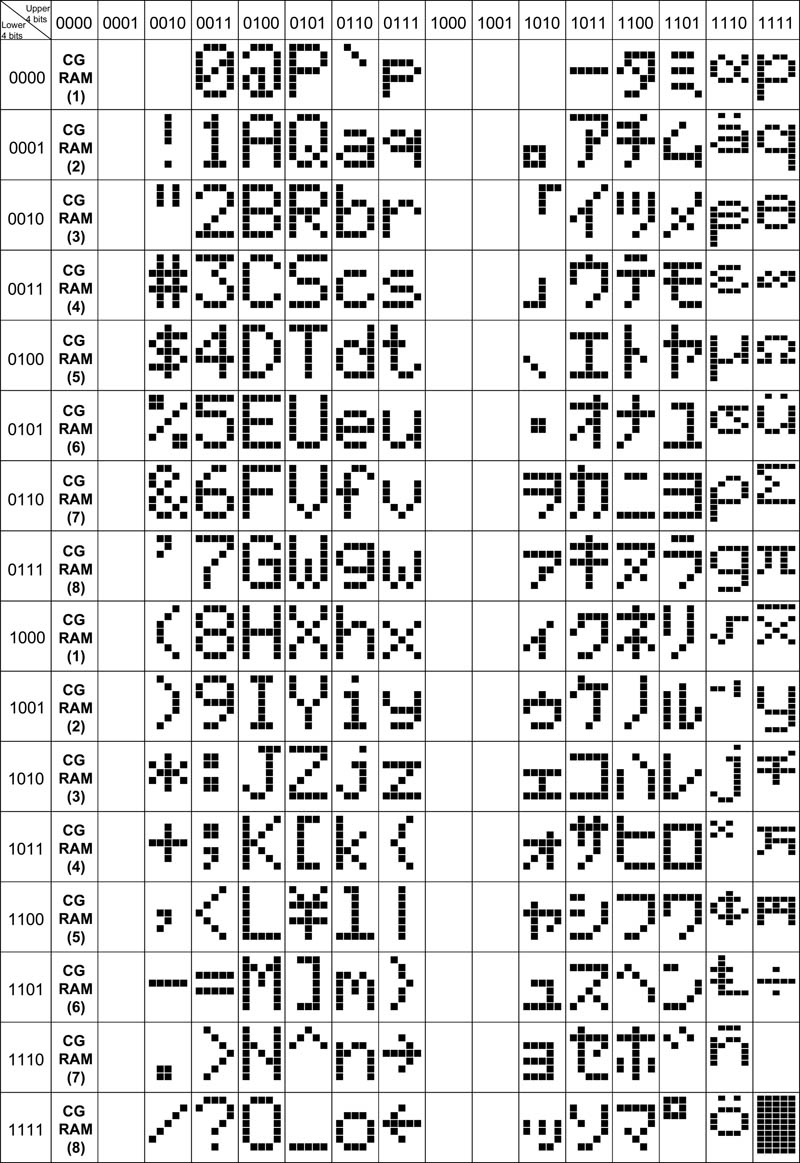 Upper 4 bits
Lower 4 bits
0000 0001 0010 0011 0100 0101 0110 0111 1000 1001 1010 1011 1100 1101 1110 1111
0000 CG RAM (1) 0 @ P ` p ー タ ミ α p
0001 CG RAM (2) ! 1 A Q a q 。 ア チ ム ä q
0010 CG RAM (3) " 2 B R b r 「 イ ツ メ β θ
0011 CG RAM (4) # 3 C S c s 」 ウ テ モ ε ∞
0100 CG RAM (5) $ 4 D T d t 、 エ ト ヤ μ Ω
0101 CG RAM (6) % 5 E U e u ・ オ ナ ユ σ ü
0110 CG RAM (7) & 6 F V f v ヲ カ ニ ヨ ρ Σ
0111 CG RAM (8) ' 7 G W g w ァ キ ヌ ラ g π
1000 CG RAM (1) ( 8 H X h x ィ ク ネ リ √ x̄
1001 CG RAM (2) ) 9 I Y i y ゥ ケ ノ ル ⁻¹ y
1010 CG RAM (3) * : J Z j z ェ コ ハ レ j 千
1011 CG RAM (4) + ; K [ k { ォ サ ヒ ロ ˣ 万
1100 CG RAM (5) , < L ¥ l | ャ シ フ ワ ¢ 円
1101 CG RAM (6) - = M ] m } ュ ス ヘ ン £ ÷
1110 CG RAM (7) . > N ^ n → ョ セ ホ ゛ ñ
1111 CG RAM (8) / ? O _ o ← ッ ソ マ ゜ ö █